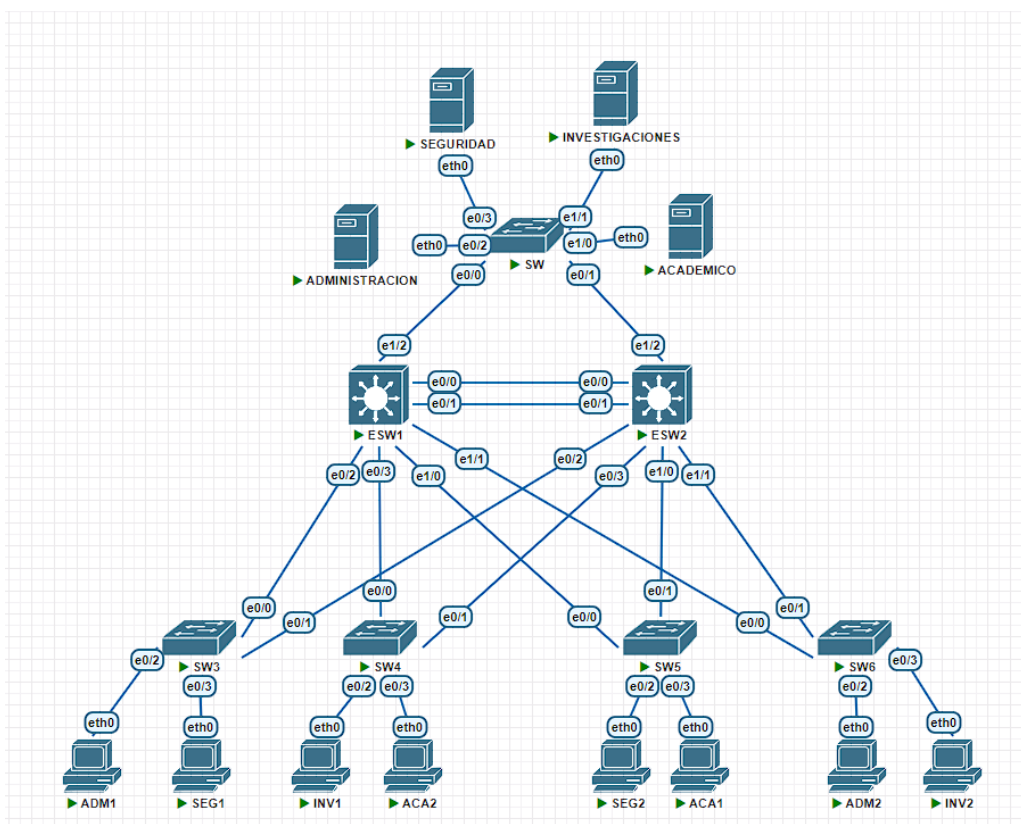 SEGURIDAD
INVESTIGACIONES
eth0
eth0
e0/3
e1/1
eth0
e0/2
e1/0
eth0
ADMINISTRACION
SW
ACADEMICO
e0/0
e0/1
e1/2
e1/2
e0/0
e0/0
e0/1
e0/1
ESW1
ESW2
e0/2
e0/3
e1/0
e1/1
e0/2
e0/3
e1/0
e1/1
e0/0
e0/1
e0/0
e0/1
e0/0
e0/1
e0/0
e0/1
SW3
SW4
SW5
SW6
e0/2
e0/3
e0/2
e0/3
e0/2
e0/3
e0/2
e0/3
eth0
eth0
eth0
eth0
eth0
eth0
eth0
eth0
ADM1
SEG1
INV1
ACA2
SEG2
ACA1
ADM2
INV2